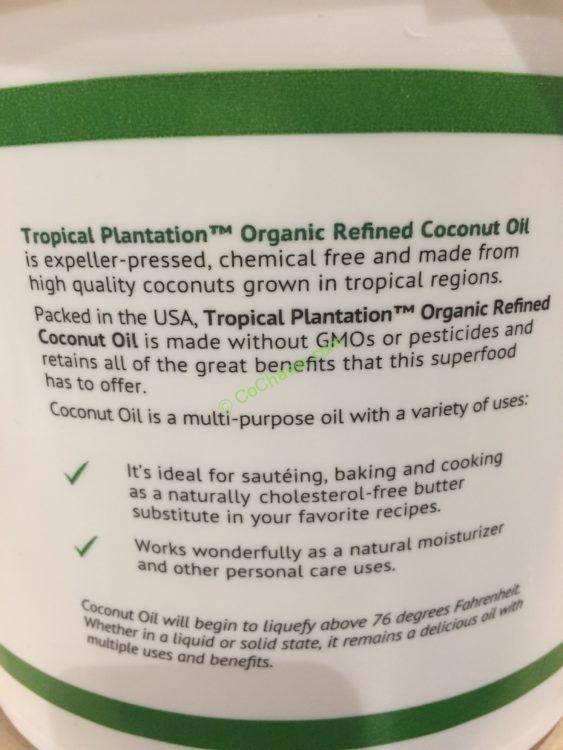 Tropical Plantation™ Organic Refined Coconut Oil
is expeller-pressed, chemical free and made from
high quality coconuts grown in tropical regions.
Packed in the USA, Tropical Plantation™ Organic Refined
Coconut Oil is made without GMOs or pesticides and
retains all of the great benefits that this superfood
has to offer.
Coconut Oil is a multi-purpose oil with a variety of uses:
It's ideal for sautéing, baking and cooking
as a naturally cholesterol-free butter
substitute in your favorite recipes.
Works wonderfully as a natural moisturizer
and other personal care uses.
Coconut Oil will begin to liquefy above 76 degrees Fahrenheit.
Whether in a liquid or solid state, it remains a delicious oil with
multiple uses and benefits.